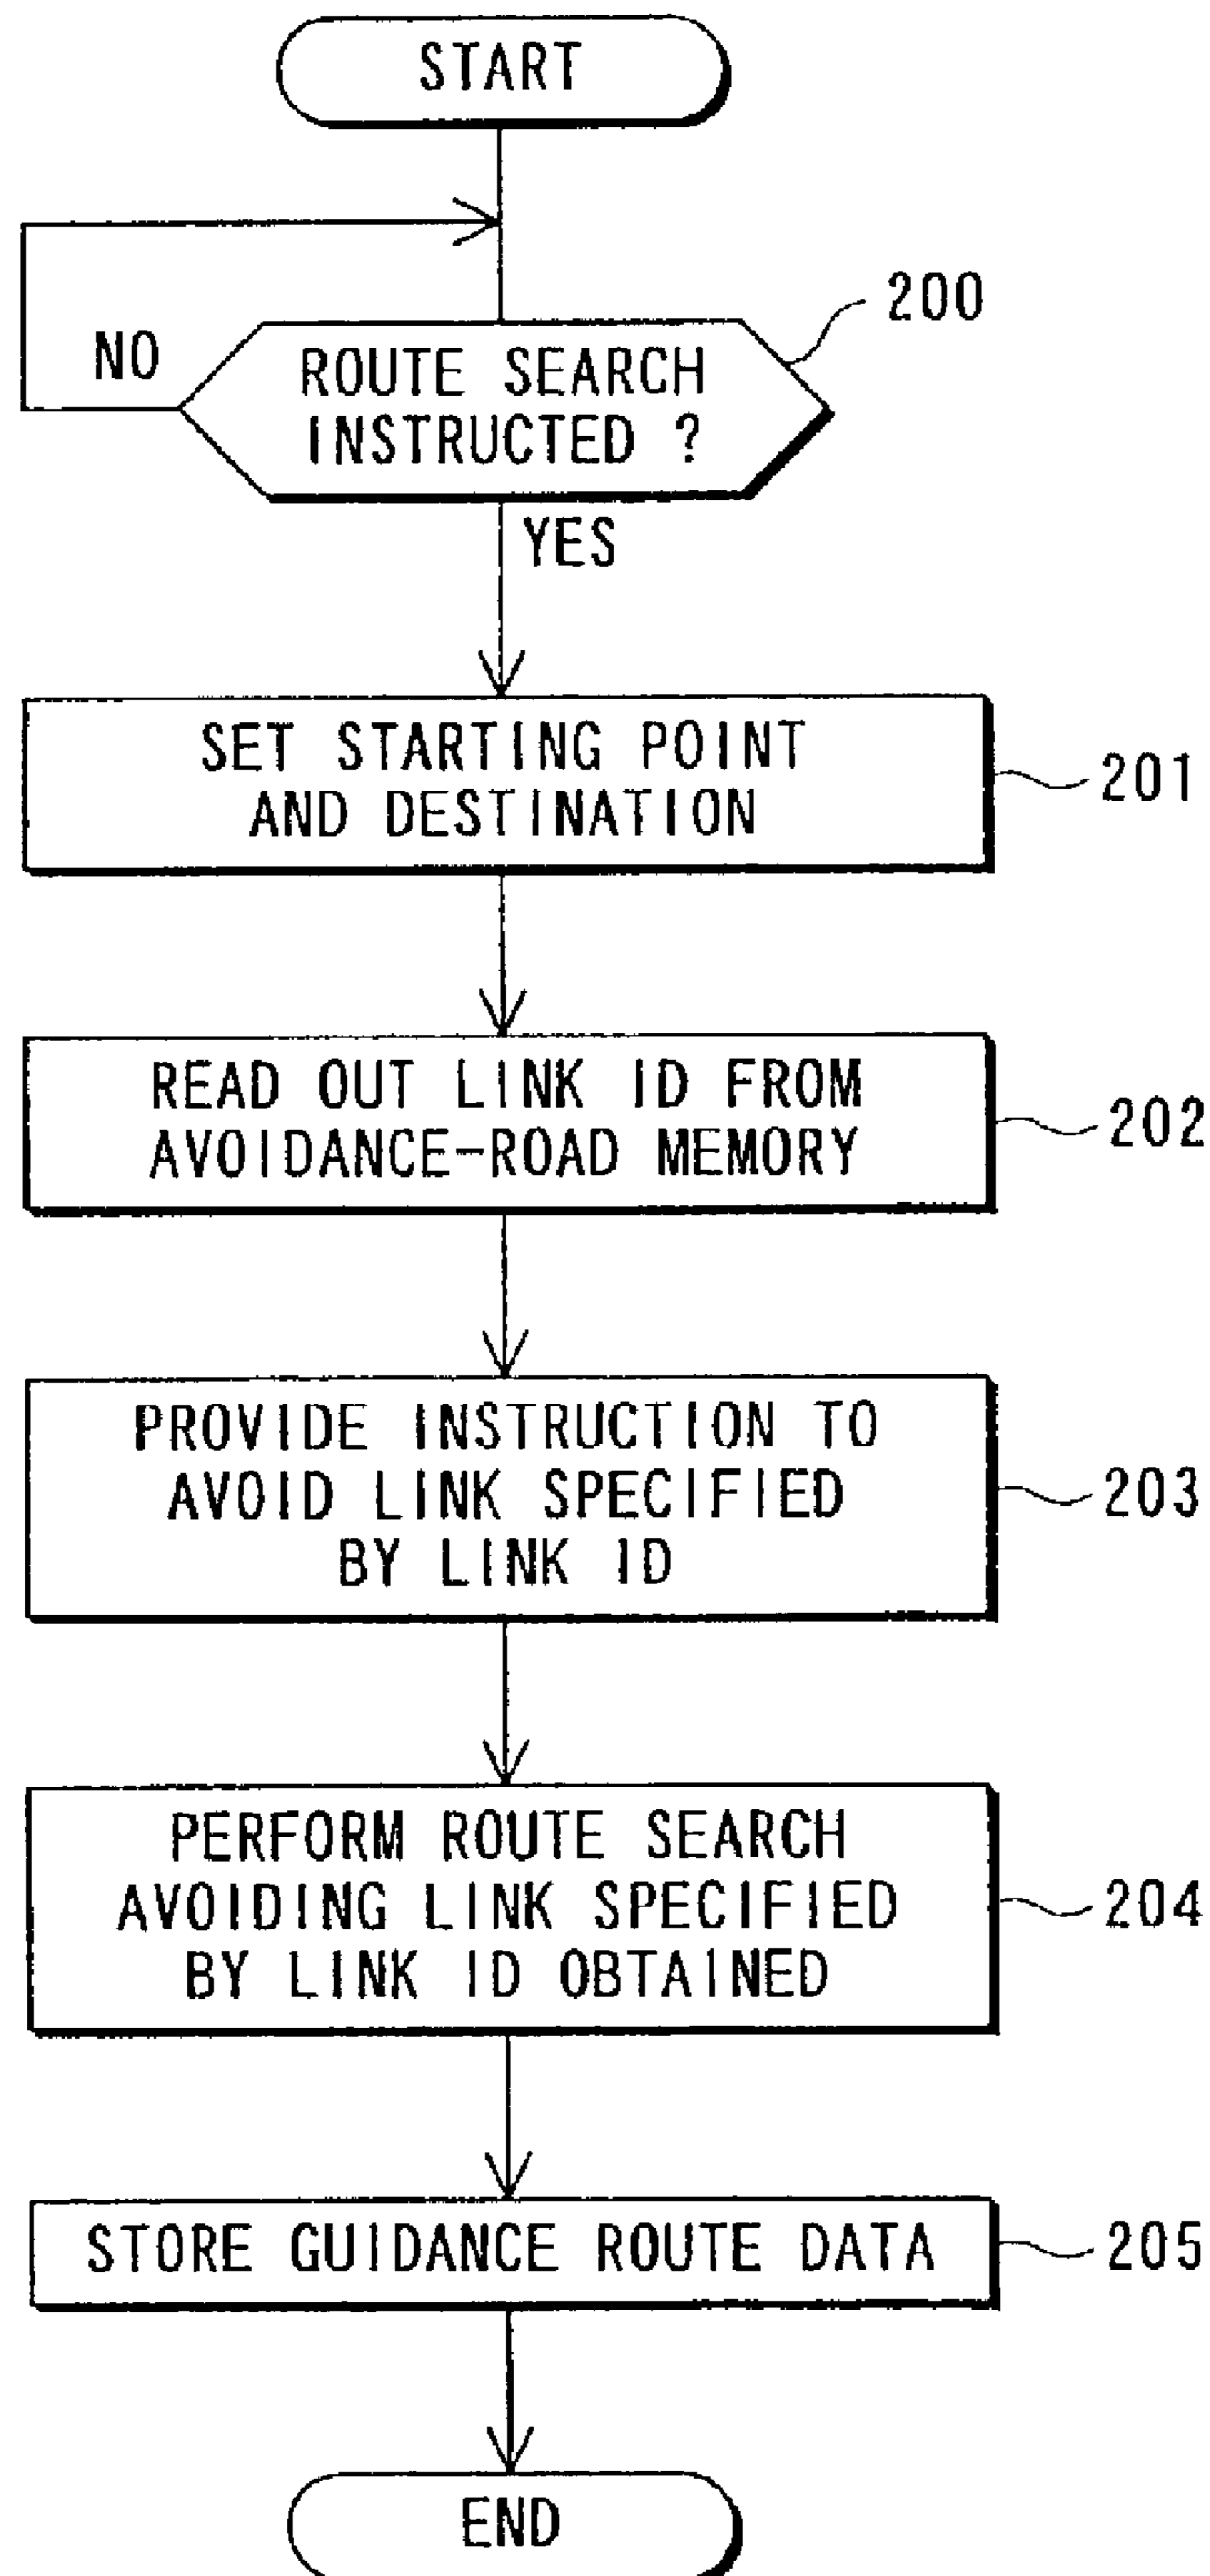 START
200
NO
ROUTE SEARCH
INSTRUCTED ?
YES
SET STARTING POINT
AND DESTINATION
201
READ OUT LINK ID FROM
AVOIDANCE-ROAD MEMORY
202
PROVIDE INSTRUCTION TO
AVOID LINK SPECIFIED
BY LINK ID
203
PERFORM ROUTE SEARCH
AVOIDING LINK SPECIFIED
BY LINK ID OBTAINED
204
STORE GUIDANCE ROUTE DATA
205
END